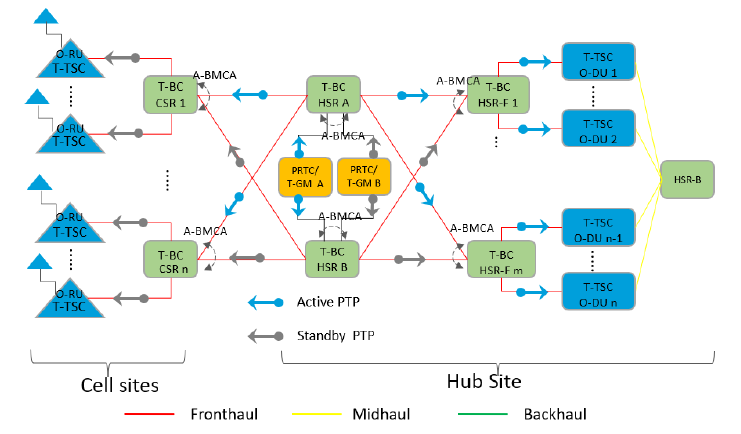 O-RU
T-TSC
O-RU
T-TSC
O-RU
T-TSC
O-RU
T-TSC
A-BMCA
T-BC
CSR 1
A-BMCA
T-BC
CSR n
T-BC
HSR A
A-BMCA
PRTC/
T-GM A
PRTC/
T-GM B
A-BMCA
T-BC
HSR B
A-BMCA
T-BC
HSR-F 1
A-BMCA
T-BC
HSR-F m
T-TSC
O-DU 1
T-TSC
O-DU 2
T-TSC
O-DU n-1
T-TSC
O-DU n
HSR-B
Active PTP
Standby PTP
Cell sites
Hub Site
Fronthaul
Midhaul
Backhaul